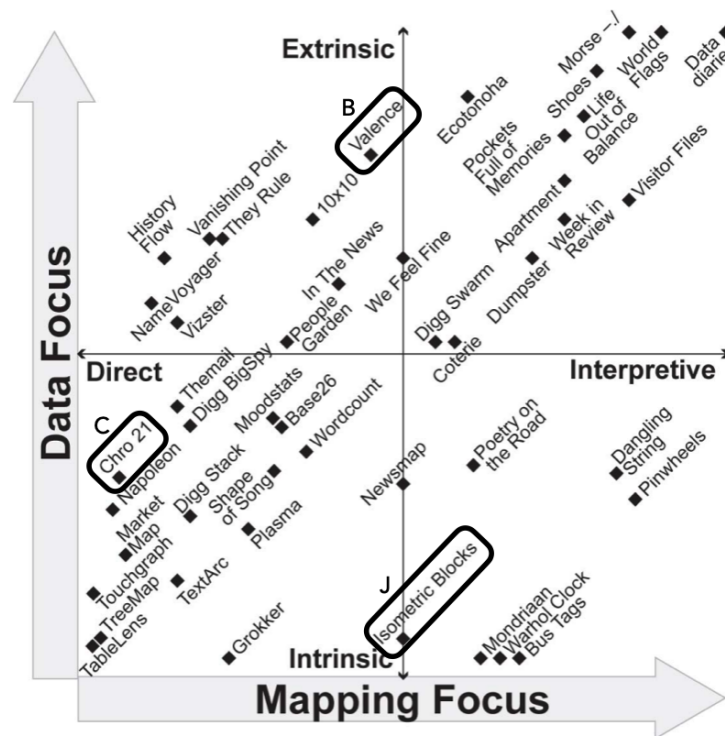 Extrinsic
Morse –./
World
Flags
Data
diaries
Shoes
Life
Out of
Balance
Ecotonoha
B
Valence
Pockets
Full of
Memories
Visitor Files
10x10
Vanishing Point
They Rule
History
Flow
Apartment
Week in
Review
In The News
We Feel Fine
Dumpster
NameVoyager
Vizster
People
Garden
Digg Swarm
Coterie
Data Focus
Direct
Interpretive
Themail
Digg BigSpy
Moodstats
Base26
Wordcount
C
Chro 21
Napoleon
Newsmap
Poetry on
the Road
Dangling
String
Pinwheels
Market
Map
Digg Stack
Shape
of Song
Plasma
Touchgraph
TextArc
J
Isometric Blocks
TreeMap
TableLens
Grokker
Mondriaan
Warhol Clock
Bus Tags
Intrinsic
Mapping Focus